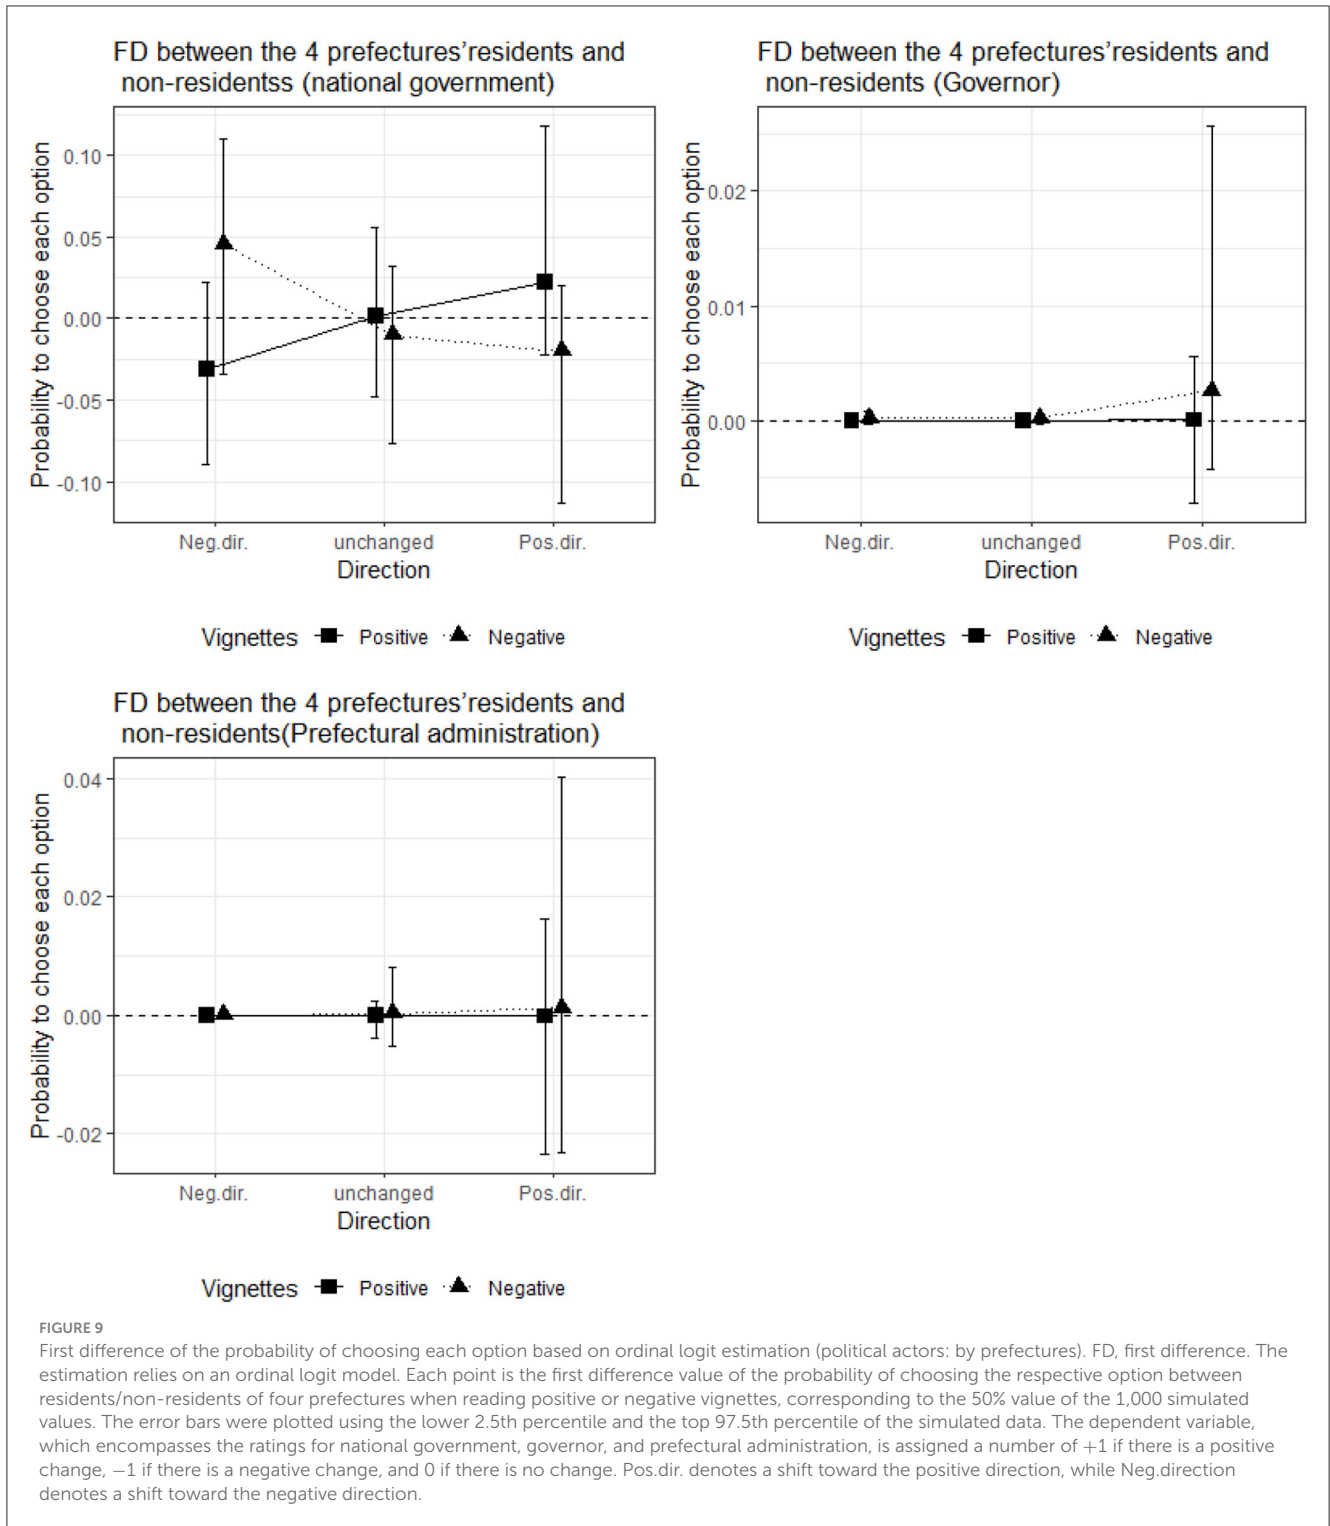 FD between the 4 prefectures'residents and
non-residentss (national government)
Probability to choose each option
0.10
0.05
0.00
-0.05
-0.10
Neg.dir.
unchanged
Pos.dir.
Direction
Vignettes Positive Negative
FD between the 4 prefectures'residents and
non-residents (Governor)
Probability to choose each option
0.02
0.01
0.00
Neg.dir.
unchanged
Pos.dir.
Direction
Vignettes Positive Negative
FD between the 4 prefectures'residents and
non-residents(Prefectural administration)
Probability to choose each option
0.04
0.02
0.00
-0.02
Neg.dir.
unchanged
Pos.dir.
Direction
Vignettes Positive Negative
FIGURE 9
First difference of the probability of choosing each option based on ordinal logit estimation (political actors: by prefectures). FD, first difference. The
estimation relies on an ordinal logit model. Each point is the first difference value of the probability of choosing the respective option between
residents/non-residents of four prefectures when reading positive or negative vignettes, corresponding to the 50% value of the 1,000 simulated
values. The error bars were plotted using the lower 2.5th percentile and the top 97.5th percentile of the simulated data. The dependent variable,
which encompasses the ratings for national government, governor, and prefectural administration, is assigned a number of +1 if there is a positive
change, −1 if there is a negative change, and 0 if there is no change. Pos.dir. denotes a shift toward the positive direction, while Neg.direction
denotes a shift toward the negative direction.